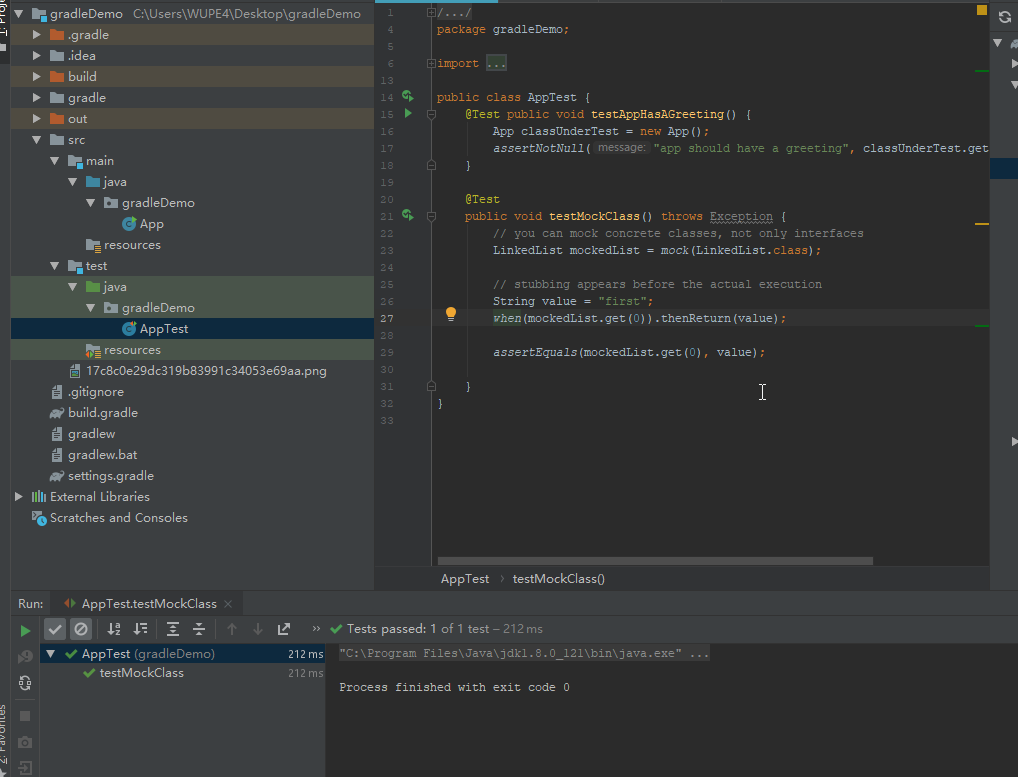 1: Proj
gradleDemo C:\Users\WUPE4\Desktop\gradleDemo
.gradle
.idea
build
gradle
out
src
main
java
gradleDemo
App
resources
test
java
gradleDemo
AppTest
resources
17c8c0e29dc319b83991c34053e69aa.png
.gitignore
build.gradle
gradlew
gradlew.bat
settings.gradle
External Libraries
Scratches and Consoles
1 /.../
4 package gradleDemo;
5
6 import ...
13
14 public class AppTest {
15 @Test public void testAppHasAGreeting() {
16 App classUnderTest = new App();
17 assertNotNull( message: "app should have a greeting", classUnderTest.get
18 }
19
20 @Test
21 public void testMockClass() throws Exception {
22 // you can mock concrete classes, not only interfaces
23 LinkedList mockedList = mock(LinkedList.class);
24
25 // stubbing appears before the actual execution
26 String value = "first";
27 when(mockedList.get(0)).thenReturn(value);
28
29 assertEquals(mockedList.get(0), value);
30
31 }
32 }
33
AppTest › testMockClass()
Run: AppTest.testMockClass ×
» Tests passed: 1 of 1 test – 212 ms
AppTest (gradleDemo) 212 ms
testMockClass 212 ms
"C:\Program Files\Java\jdk1.8.0_121\bin\java.exe" ...
Process finished with exit code 0
2: Favorites